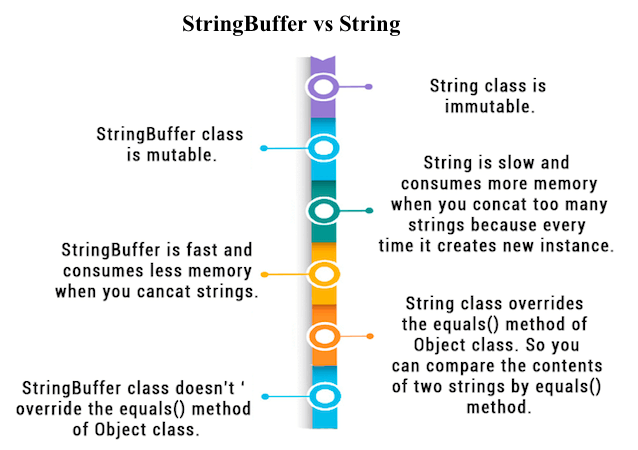 StringBuffer vs String
String class is
immutable.
StringBuffer class
is mutable.
String is slow and
consumes more memory
when you concat too many
strings because every
time it creates new instance.
StringBuffer is fast and
consumes less memory
when you cancat strings.
String class overrides
the equals() method of
Object class. So you
can compare the contents
of two strings by equals()
method.
StringBuffer class doesn't ‘
override the equals() method
of Object class.